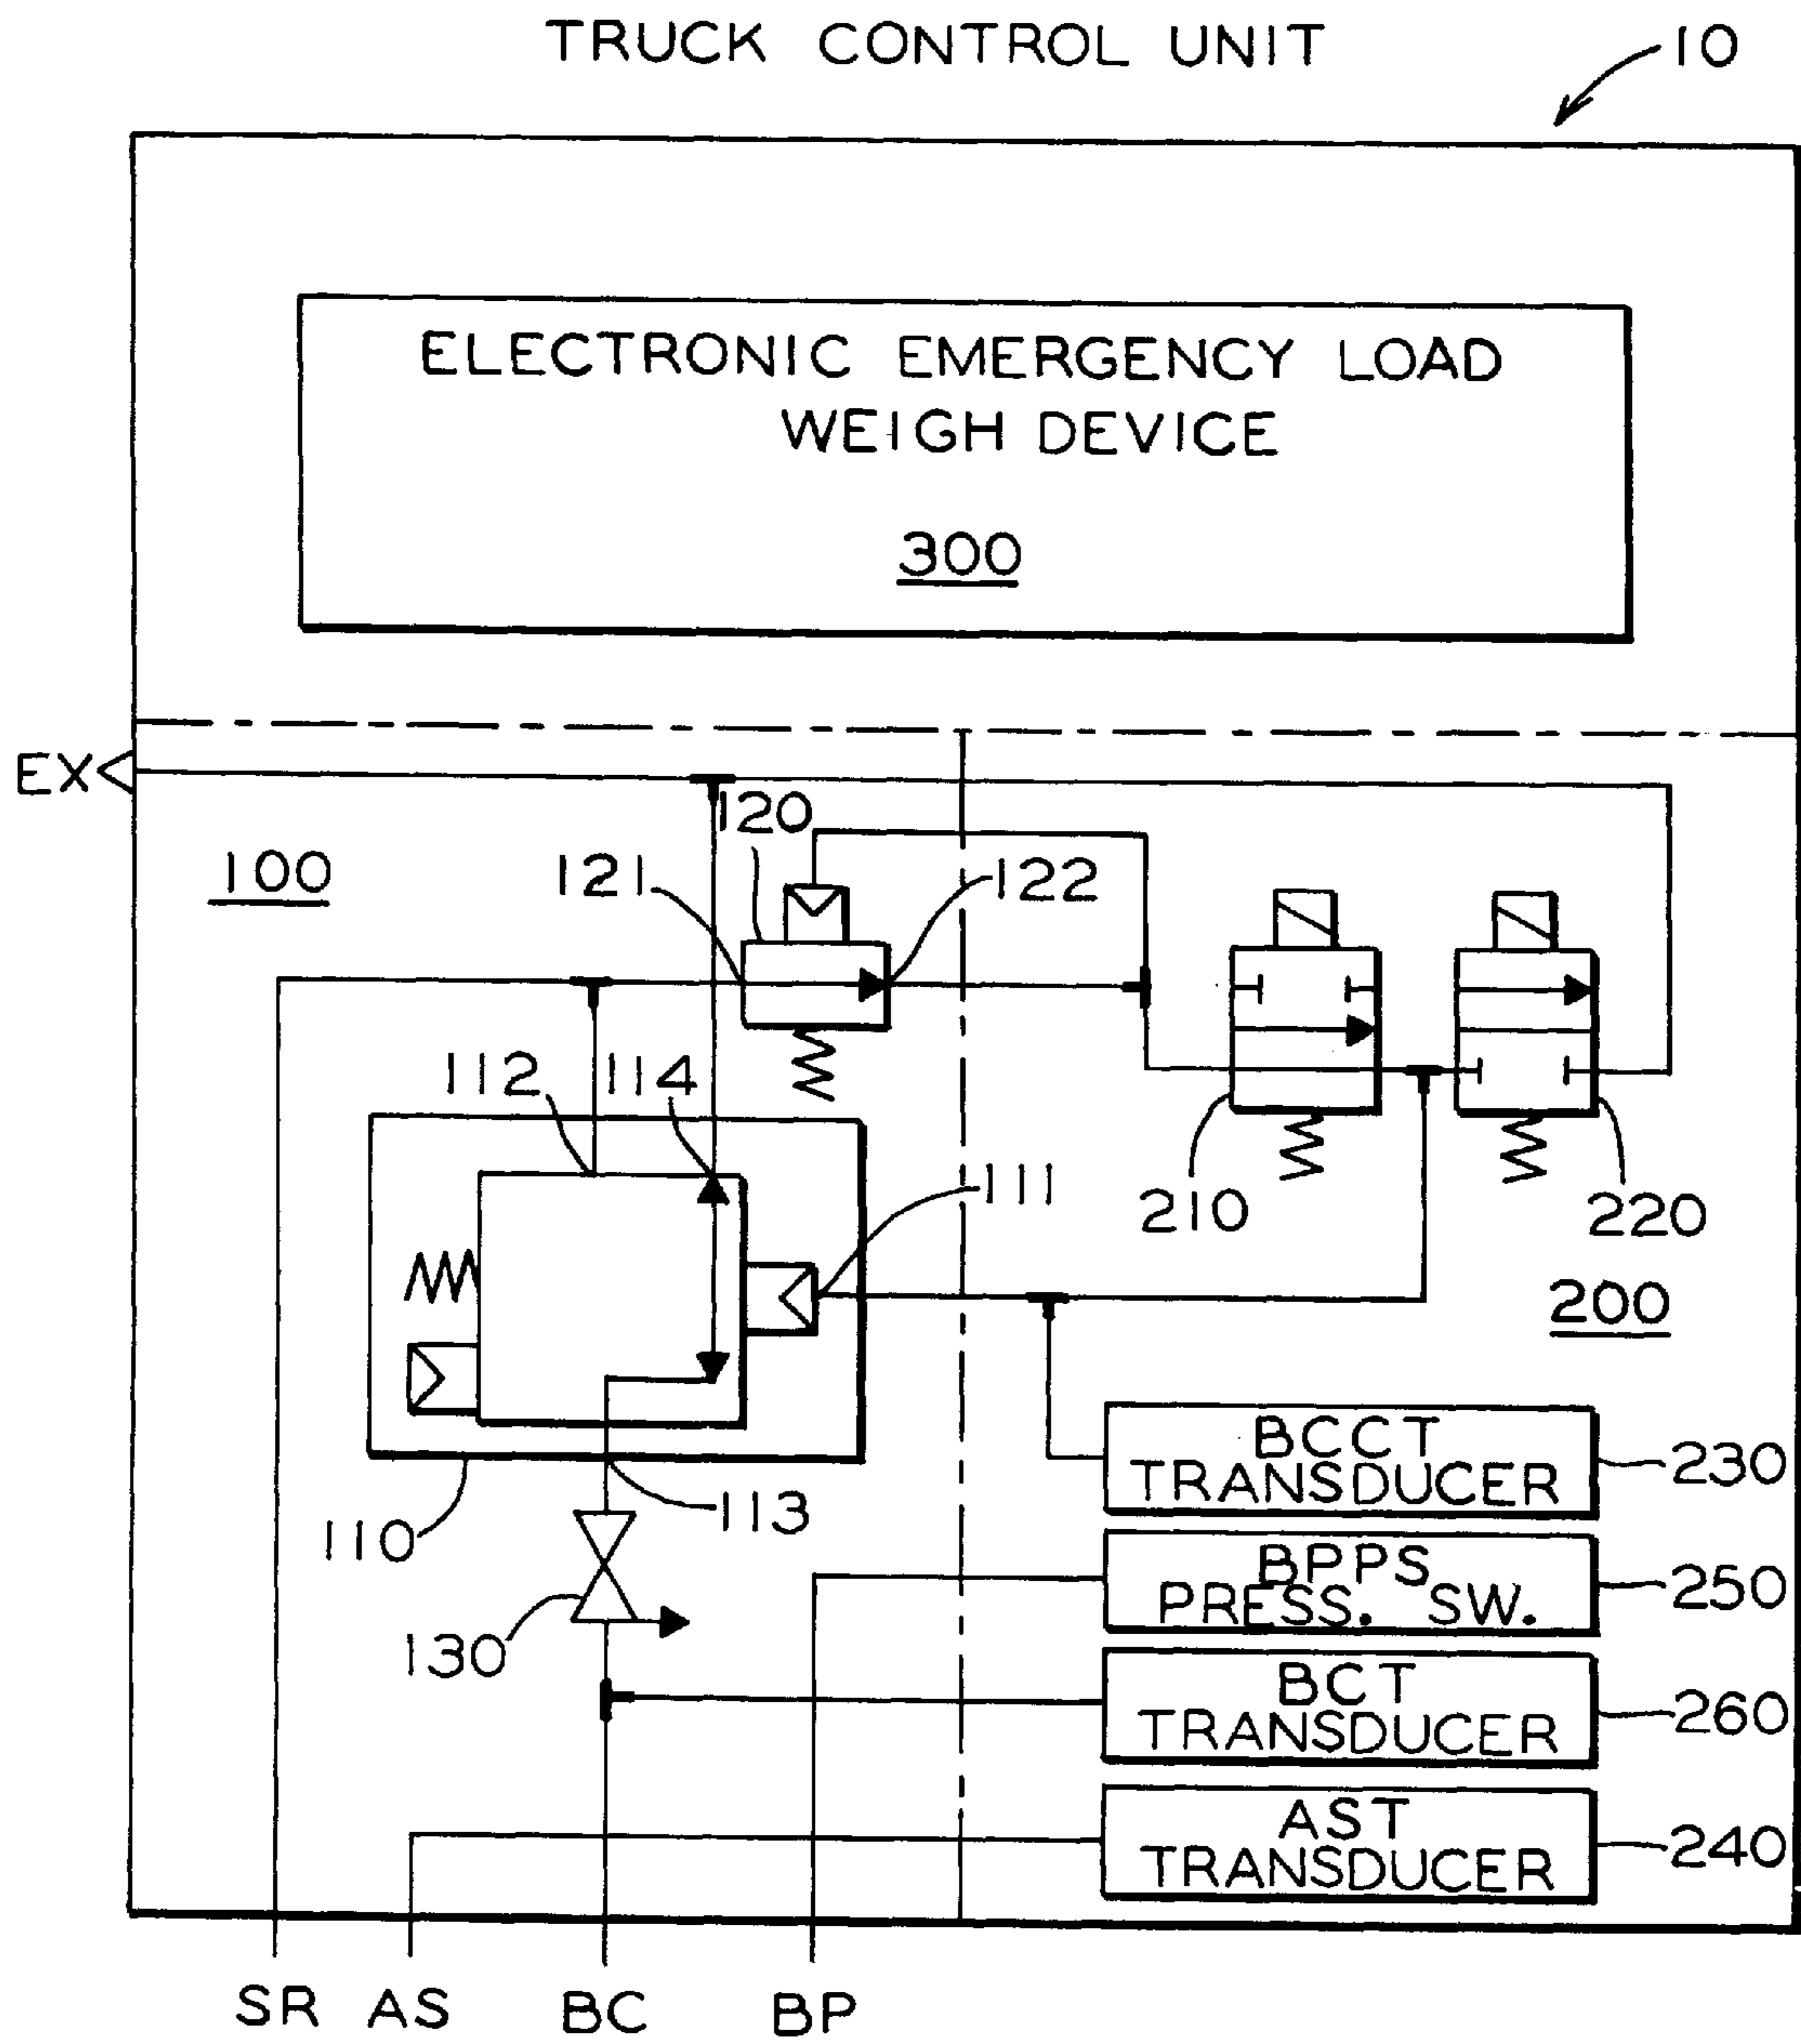 TRUCK CONTROL UNIT
10
ELECTRONIC EMERGENCY LOAD
WEIGH DEVICE
300
EX
120
100
121
122
112
114
111
210
220
200
BCCT
TRANSDUCER
230
110
113
BPPS
PRESS. SW.
250
130
BCT
TRANSDUCER
260
AST
TRANSDUCER
240
SR
AS
BC
BP